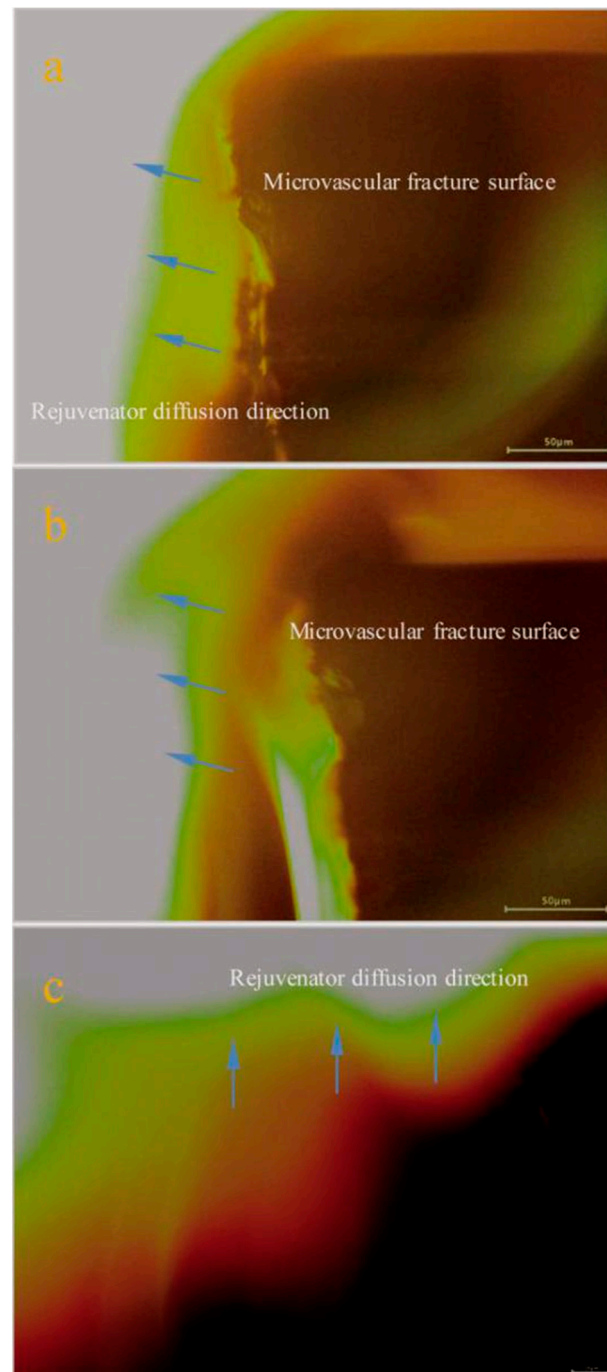 a
Microvascular fracture surface
Rejuvenator diffusion direction
50μm
b
Microvascular fracture surface
50μm
Rejuvenator diffusion direction
c